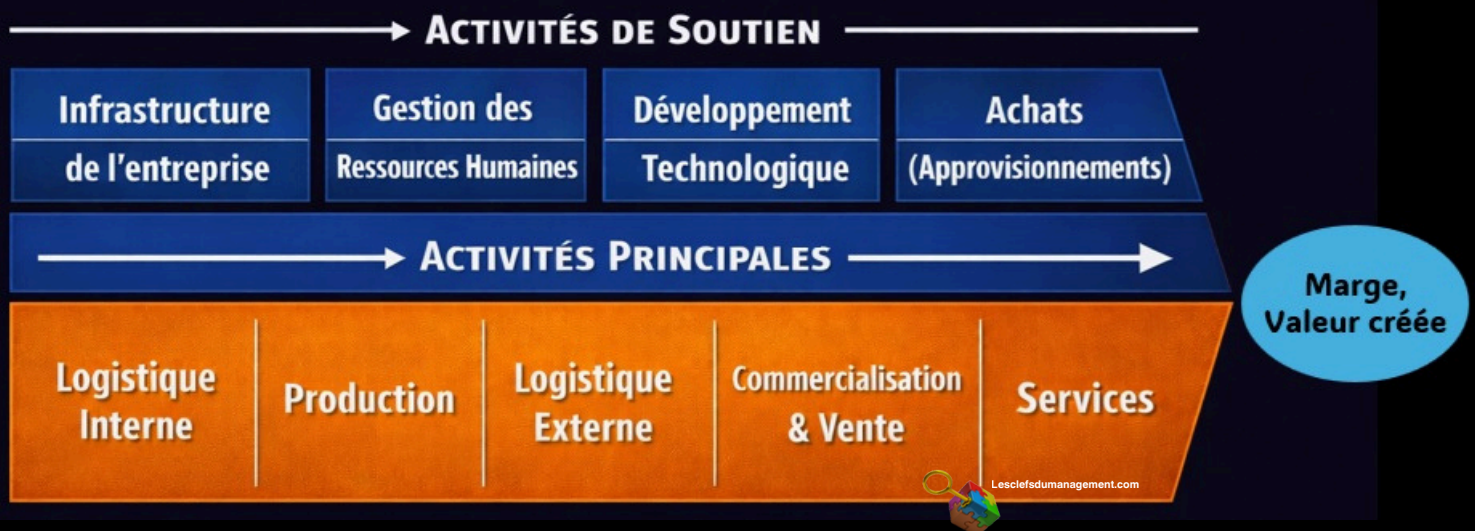 ACTIVITÉS DE SOUTIEN
Infrastructure
de l'entreprise
Gestion des
Ressources Humaines
Développement
Technologique
Achats
(Approvisionnements)
ACTIVITÉS PRINCIPALES
Marge,
Valeur créée
Logistique
Interne
Production
Logistique
Externe
Commercialisation
& Vente
Services
Lesclefsdumanagement.com